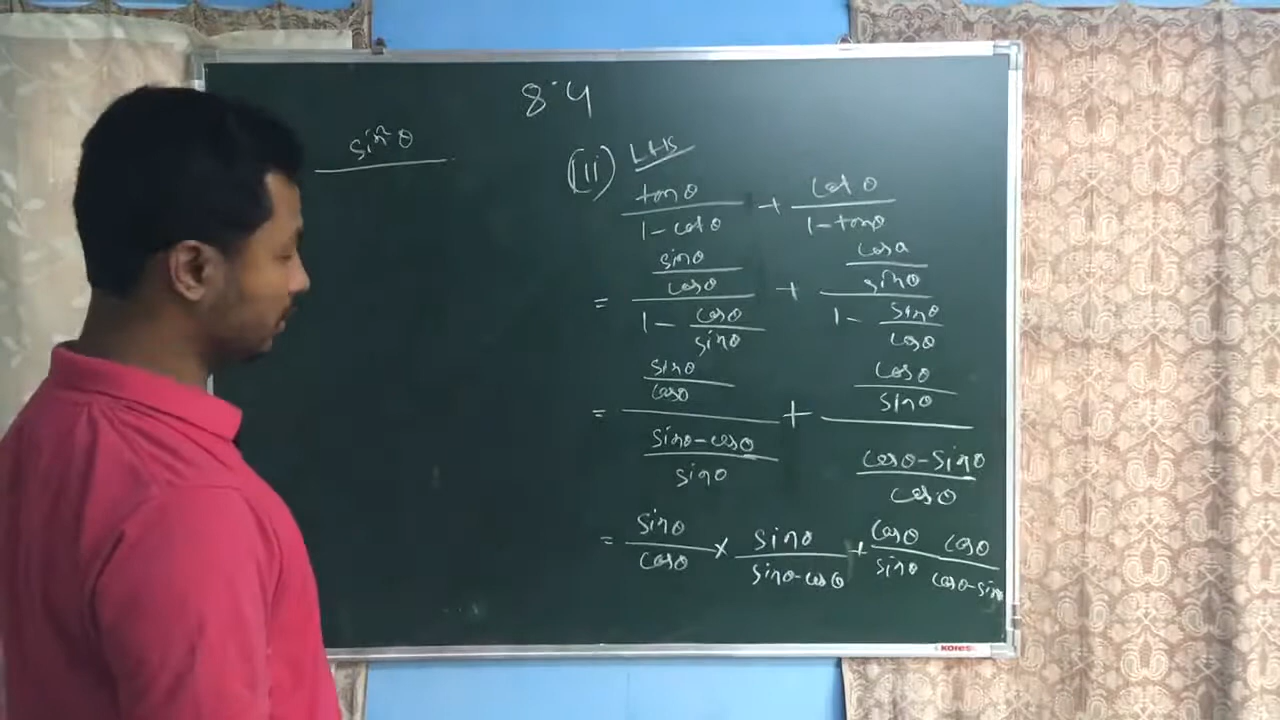 8.4
sin²θ
(ii) LHS
tanθ / 1-cotθ + cotθ / 1-tanθ
= sinθ/cosθ / 1 - cosθ/sinθ + cosθ/sinθ / 1 - sinθ/cosθ
= sinθ/cosθ / sinθ-cosθ/sinθ + cosθ/sinθ / cosθ-sinθ/cosθ
= sinθ/cosθ × sinθ/sinθ-cosθ + cosθ/sinθ cosθ/cosθ-sinθ
kores